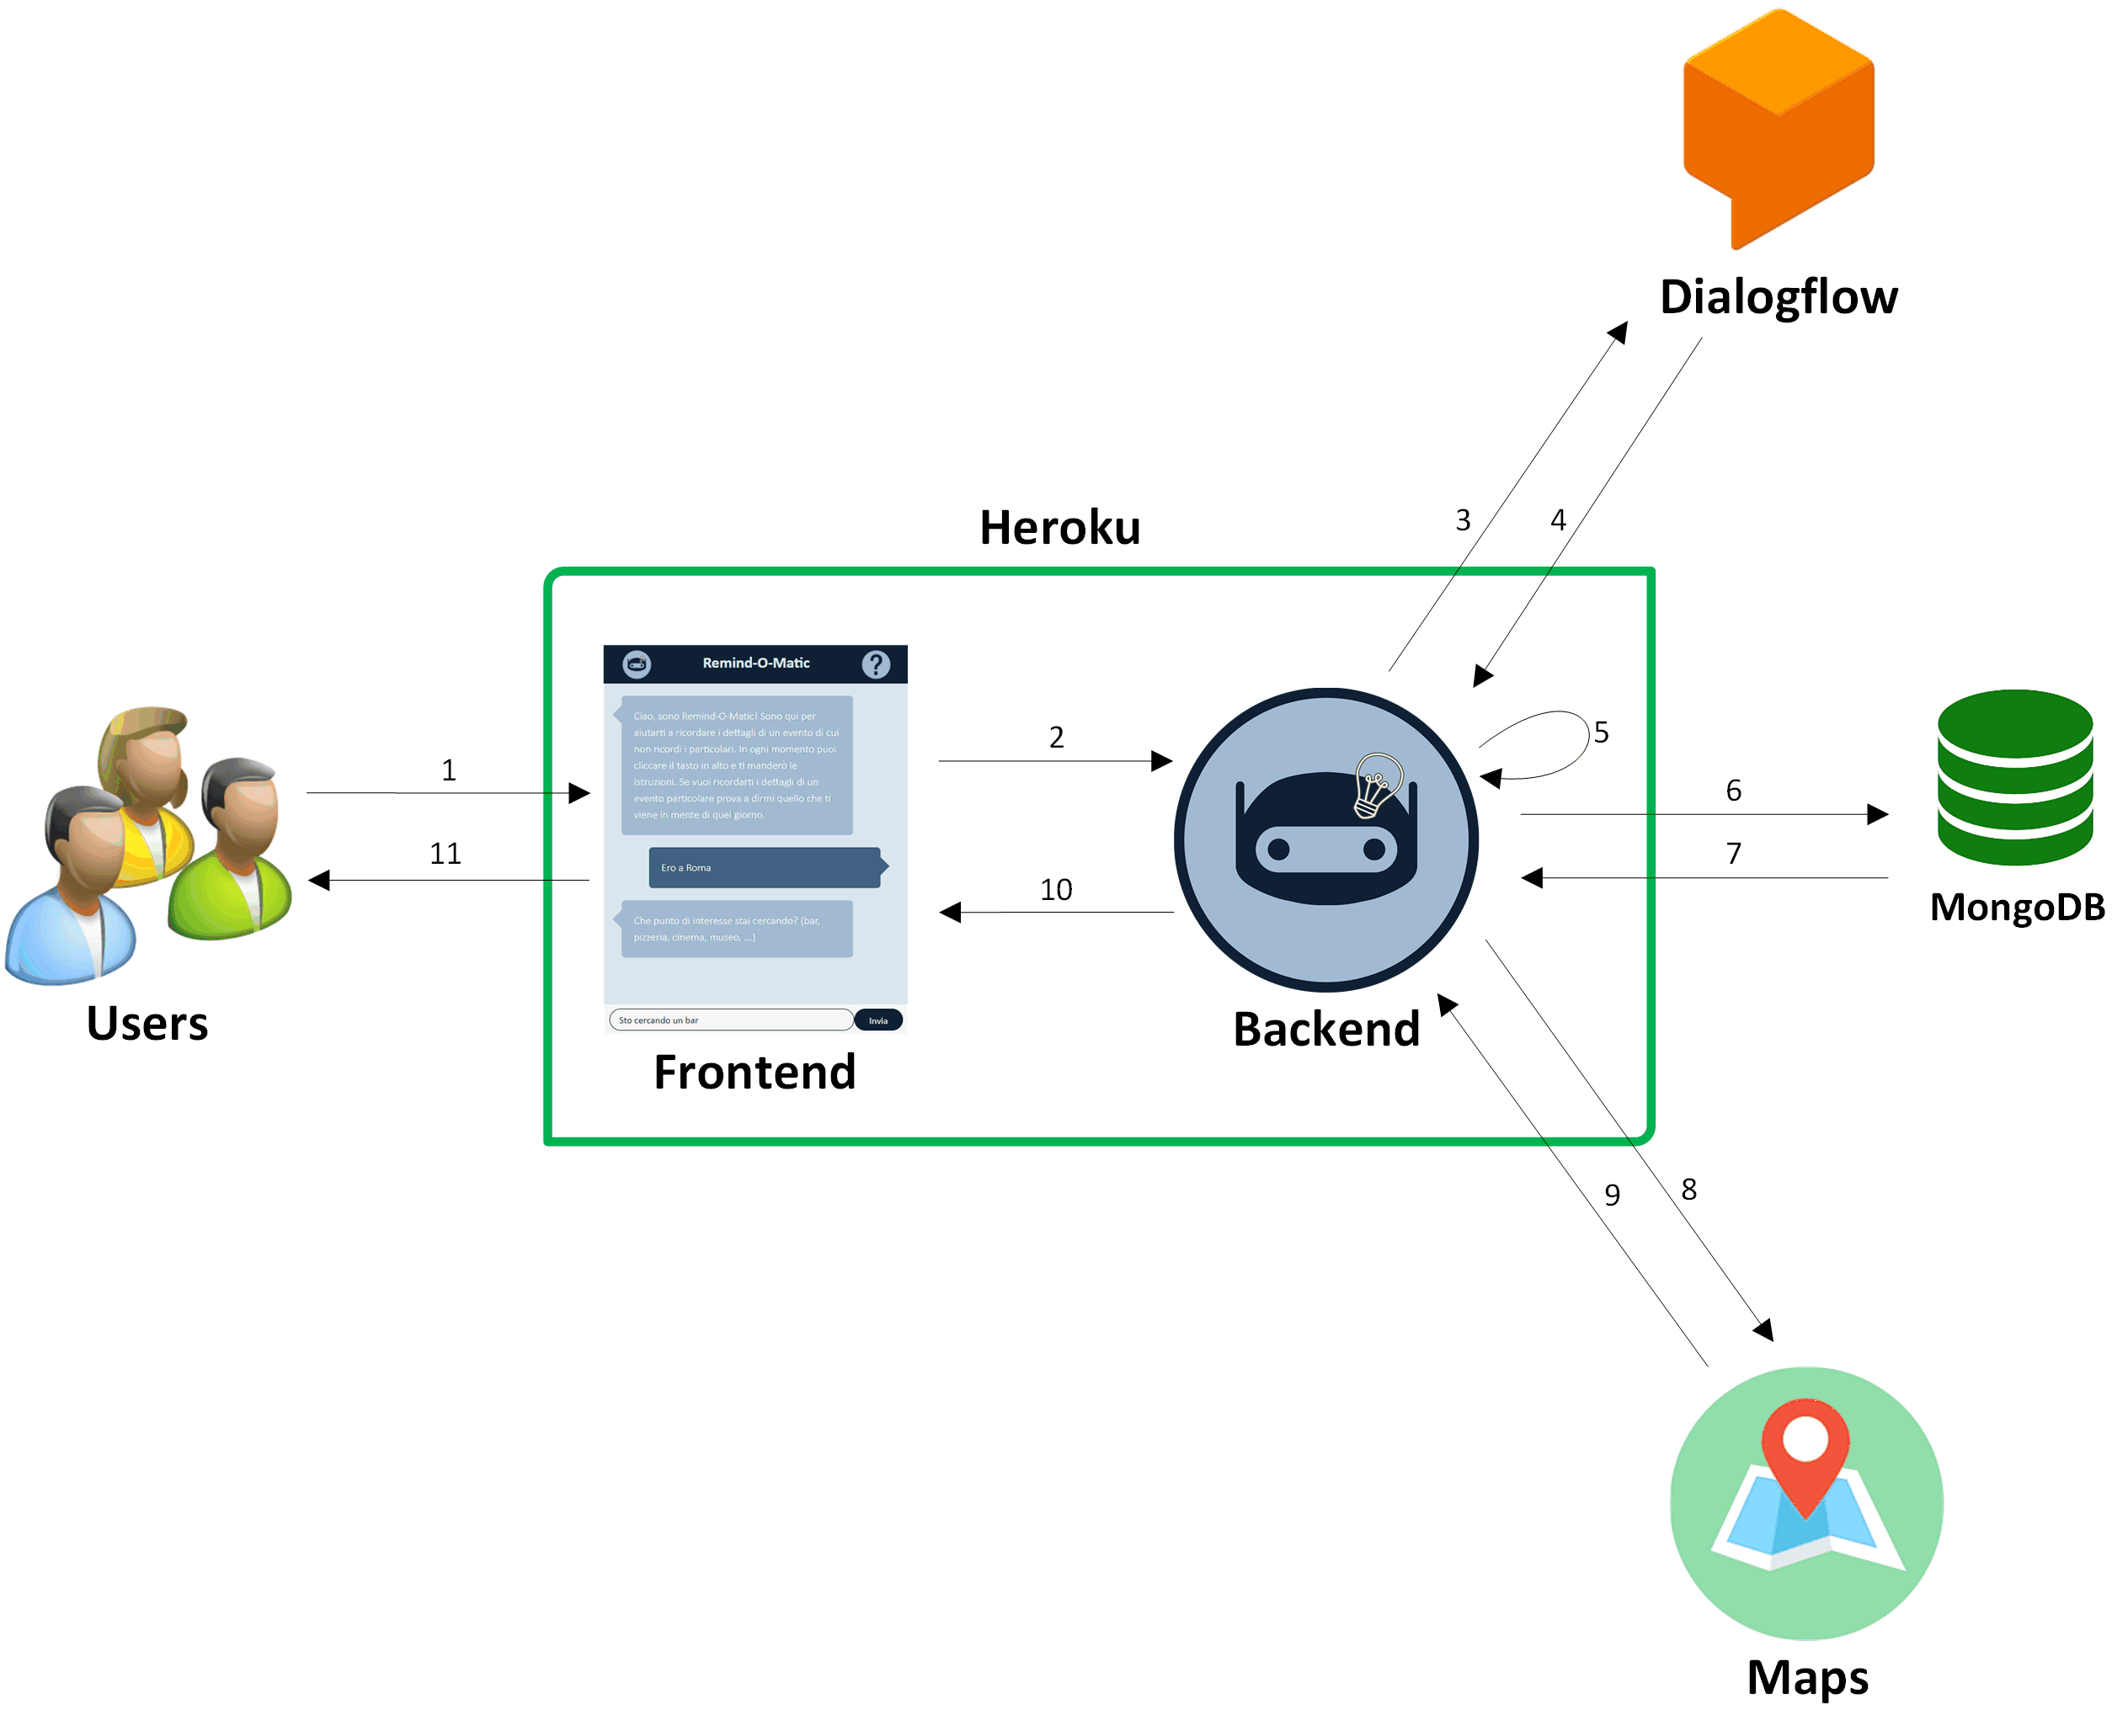 Dialogflow
3
4
Heroku
Remind-O-Matic
?
Ciao, sono Remind-O-Matic! Sono qui per
aiutarti a ricordare i dettagli di un evento di cui
non ricordi i particolari. In ogni momento puoi
cliccare il tasto in alto e ti manderò le
istruzioni. Se vuoi ricordarti i dettagli di un
evento particolare prova a dirmi quello che ti
viene in mente di quel giorno.
Ero a Roma
Che punto di interesse stai cercando? (bar,
pizzeria, cinema, museo, ...)
Sto cercando un bar
Invia
1
11
2
10
5
6
7
MongoDB
Users
Frontend
Backend
9
8
Maps